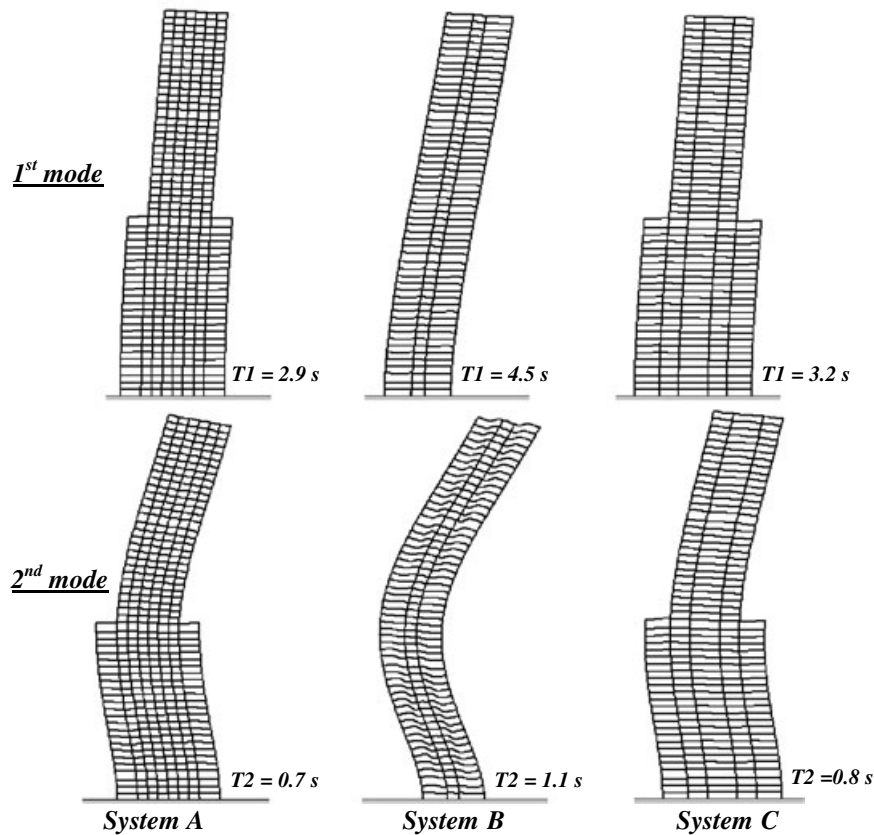 1st mode
T1 = 2.9 s
T1 = 4.5 s
T1 = 3.2 s
2nd mode
T2 = 0.7 s
T2 = 1.1 s
T2 =0.8 s
System A
System B
System C